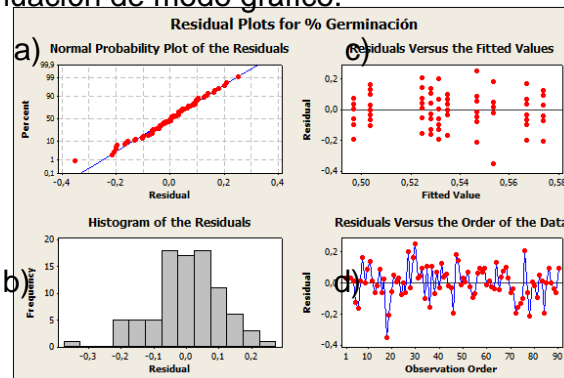 luación de modo gráfico.
Residual Plots for % Germinación
a)
Normal Probability Plot of the Residuals
99,9
99
90
50
10
1
0,1
Percent
-0,4 -0,2 0,0 0,2 0,4
Residual
c)
Residuals Versus the Fitted Values
0,2
0,0
-0,2
-0,4
Residual
0,50 0,52 0,54 0,56 0,58
Fitted Value
b)
Histogram of the Residuals
20
15
10
5
0
Frequency
-0,3 -0,2 -0,1 0,0 0,1 0,2
Residual
d)
Residuals Versus the Order of the Data
0,2
0,0
-0,2
-0,4
Residual
1 10 20 30 40 50 60 70 80 90
Observation Order